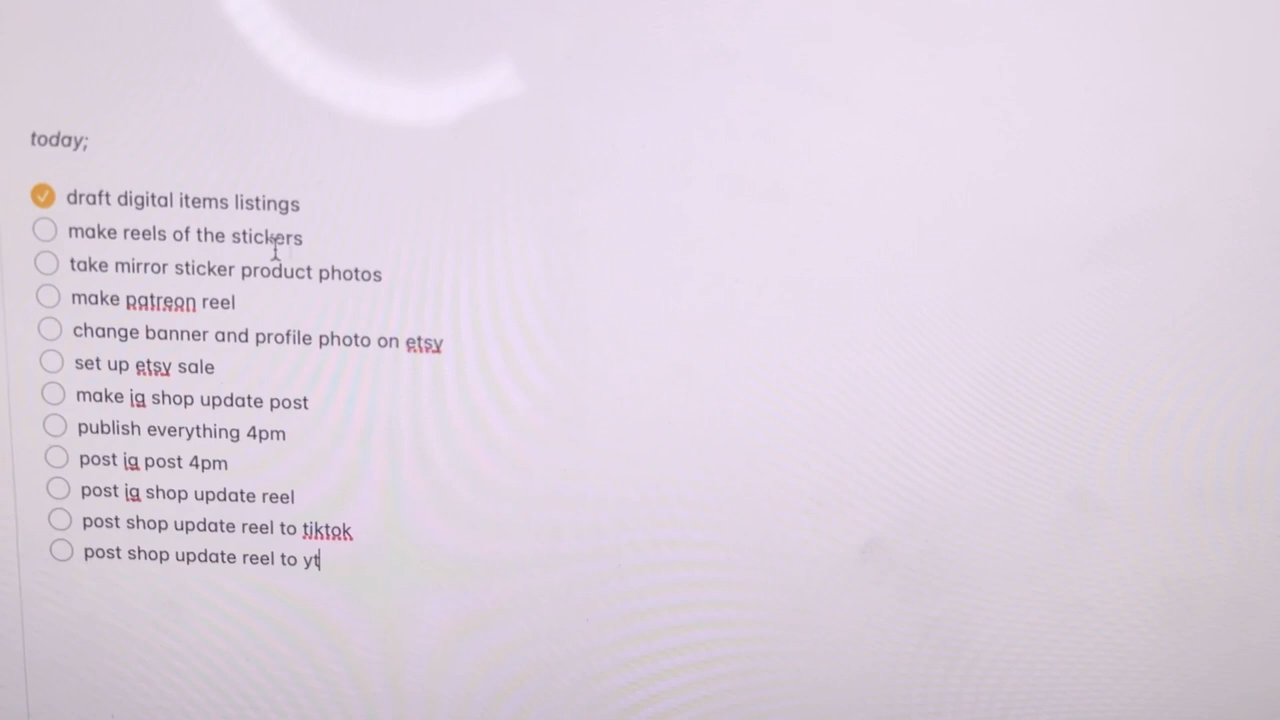 today;
draft digital items listings
make reels of the stickers
take mirror sticker product photos
make patreon reel
change banner and profile photo on etsy
set up etsy sale
make ig shop update post
publish everything 4pm
post ig post 4pm
post ig shop update reel
post shop update reel to tiktok
post shop update reel to yt